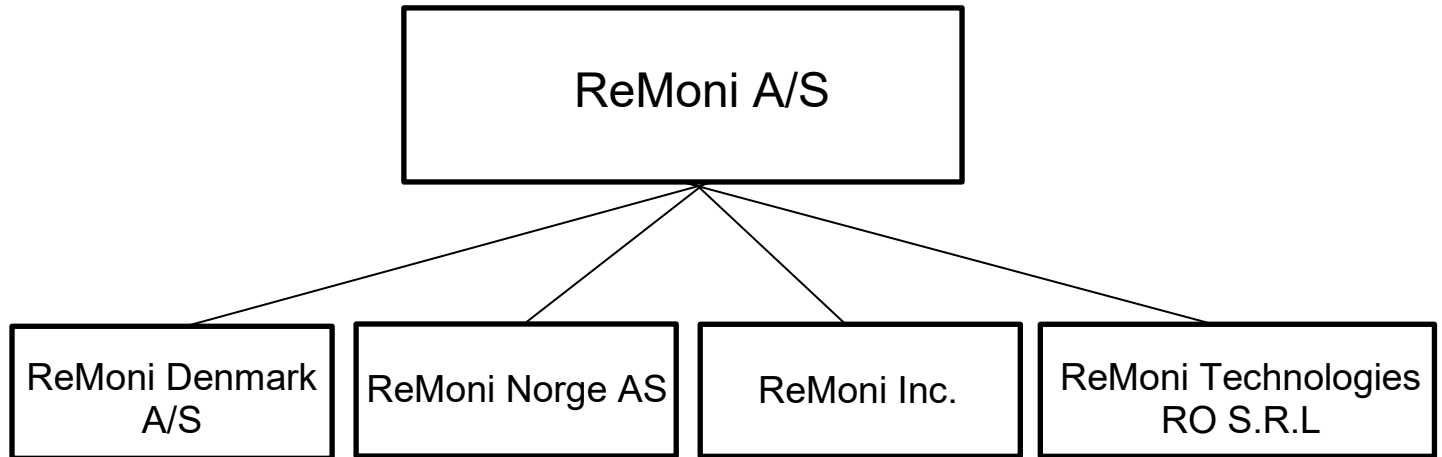 ReMoni A/S
ReMoni Denmark
A/S
ReMoni Norge AS
ReMoni Inc.
ReMoni Technologies
RO S.R.L